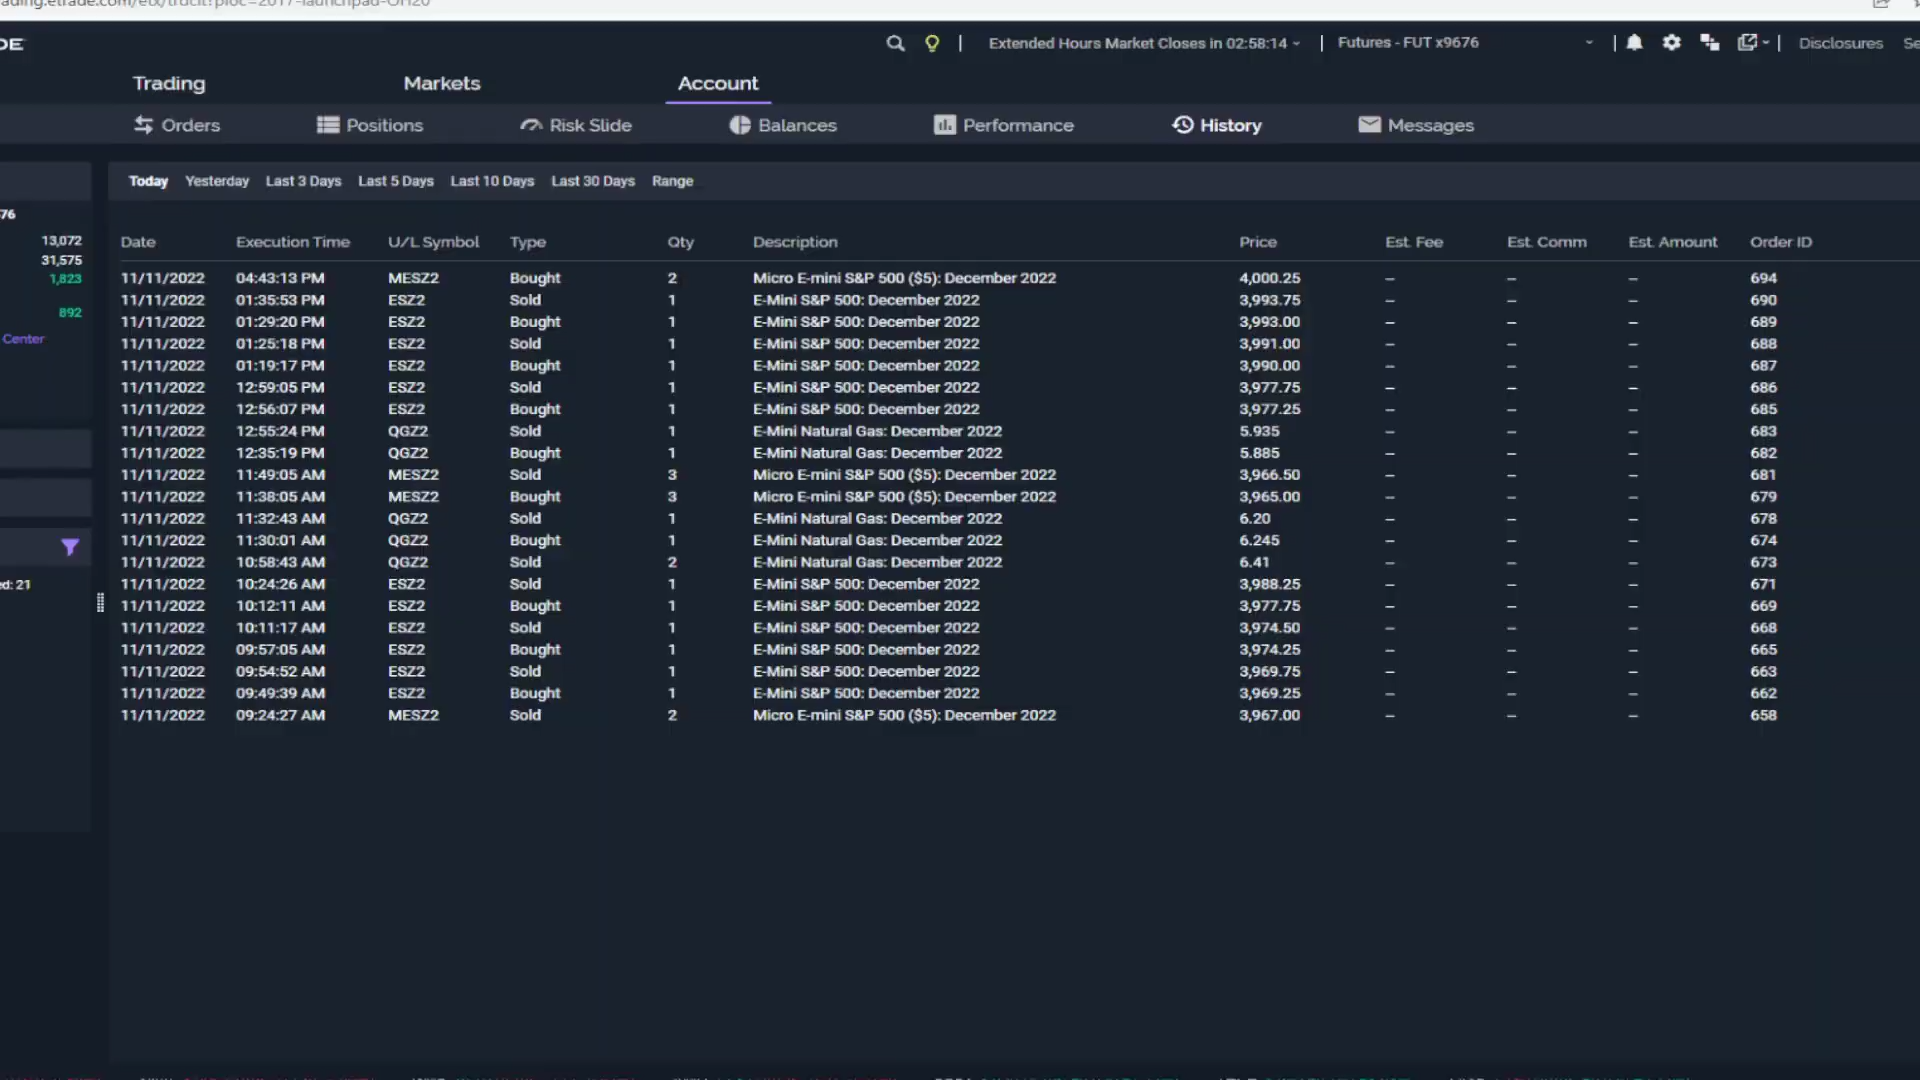 DE Extended Hours Market Closes in 02:58:14 | Futures - FUT x9676 Disclosures
Trading Markets Account
Orders Positions Risk Slide Balances Performance History Messages
Today Yesterday Last 3 Days Last 5 Days Last 10 Days Last 30 Days Range
76
13,072
31,575
1,823
892
Center
ed: 21
Date Execution Time U/L Symbol Type Qty Description Price Est. Fee Est. Comm Est. Amount Order ID
11/11/2022 04:43:13 PM MESZ2 Bought 2 Micro E-mini S&P 500 ($5): December 2022 4,000.25 – – – 694
11/11/2022 01:35:53 PM ESZ2 Sold 1 E-Mini S&P 500: December 2022 3,993.75 – – – 690
11/11/2022 01:29:20 PM ESZ2 Bought 1 E-Mini S&P 500: December 2022 3,993.00 – – – 689
11/11/2022 01:25:18 PM ESZ2 Sold 1 E-Mini S&P 500: December 2022 3,991.00 – – – 688
11/11/2022 01:19:17 PM ESZ2 Bought 1 E-Mini S&P 500: December 2022 3,990.00 – – – 687
11/11/2022 12:59:05 PM ESZ2 Sold 1 E-Mini S&P 500: December 2022 3,977.75 – – – 686
11/11/2022 12:56:07 PM ESZ2 Bought 1 E-Mini S&P 500: December 2022 3,977.25 – – – 685
11/11/2022 12:55:24 PM QGZ2 Sold 1 E-Mini Natural Gas: December 2022 5.935 – – – 683
11/11/2022 12:35:19 PM QGZ2 Bought 1 E-Mini Natural Gas: December 2022 5.885 – – – 682
11/11/2022 11:49:05 AM MESZ2 Sold 3 Micro E-mini S&P 500 ($5): December 2022 3,966.50 – – – 681
11/11/2022 11:38:05 AM MESZ2 Bought 3 Micro E-mini S&P 500 ($5): December 2022 3,965.00 – – – 679
11/11/2022 11:32:43 AM QGZ2 Sold 1 E-Mini Natural Gas: December 2022 6.20 – – – 678
11/11/2022 11:30:01 AM QGZ2 Bought 1 E-Mini Natural Gas: December 2022 6.245 – – – 674
11/11/2022 10:58:43 AM QGZ2 Sold 2 E-Mini Natural Gas: December 2022 6.41 – – – 673
11/11/2022 10:24:26 AM ESZ2 Sold 1 E-Mini S&P 500: December 2022 3,988.25 – – – 671
11/11/2022 10:12:11 AM ESZ2 Bought 1 E-Mini S&P 500: December 2022 3,977.75 – – – 669
11/11/2022 10:11:17 AM ESZ2 Sold 1 E-Mini S&P 500: December 2022 3,974.50 – – – 668
11/11/2022 09:57:05 AM ESZ2 Bought 1 E-Mini S&P 500: December 2022 3,974.25 – – – 665
11/11/2022 09:54:52 AM ESZ2 Sold 1 E-Mini S&P 500: December 2022 3,969.75 – – – 663
11/11/2022 09:49:39 AM ESZ2 Bought 1 E-Mini S&P 500: December 2022 3,969.25 – – – 662
11/11/2022 09:24:27 AM MESZ2 Sold 2 Micro E-mini S&P 500 ($5): December 2022 3,967.00 – – – 658